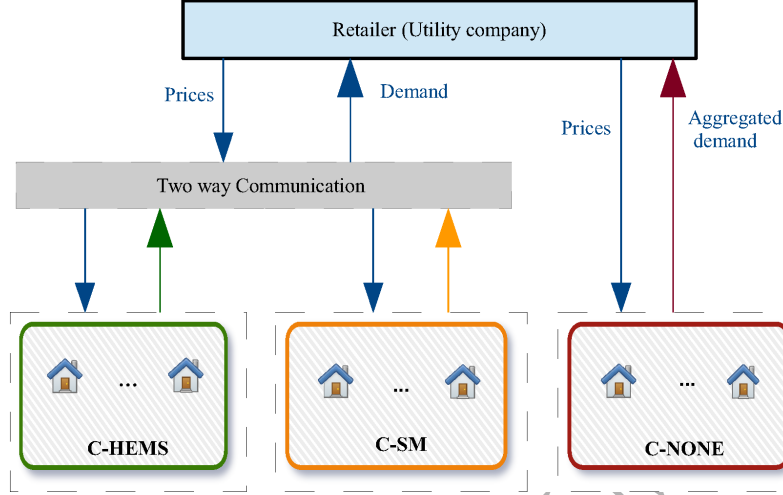 Retailer (Utility company)
Prices
Demand
Prices
Aggregated
demand
Two way Communication
...
...
...
C-HEMS
C-SM
C-NONE